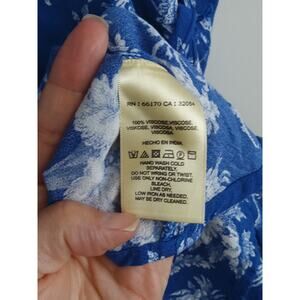 RN | 66170 CA | 32054
100% VISCOSE, VISCOSE,
VISKOSE, VISCOSA, VISCOSE,
VISCOSA
HECHO EN INDIA
HAND WASH COLD
SEPARATELY.
DO NOT WRING OR TWIST.
USE ONLY NON-CHLORINE
BLEACH.
LINE DRY.
LOW IRON AS NEEDED.
MAY BE DRY CLEANED.